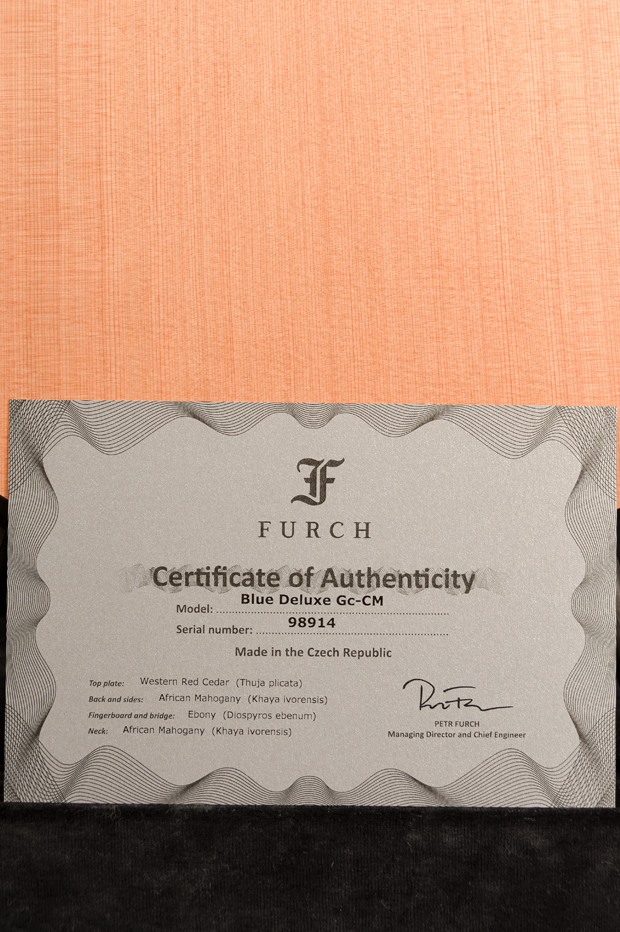 F
FURCH
Certificate of Authenticity
Model: Blue Deluxe Gc-CM
Serial number: 98914
Made in the Czech Republic
Top plate: Western Red Cedar (Thuja plicata)
Back and sides: African Mahogany (Khaya ivorensis)
Fingerboard and bridge: Ebony (Diospyros ebenum)
Neck: African Mahogany (Khaya ivorensis)
PETR FURCH
Managing Director and Chief Engineer